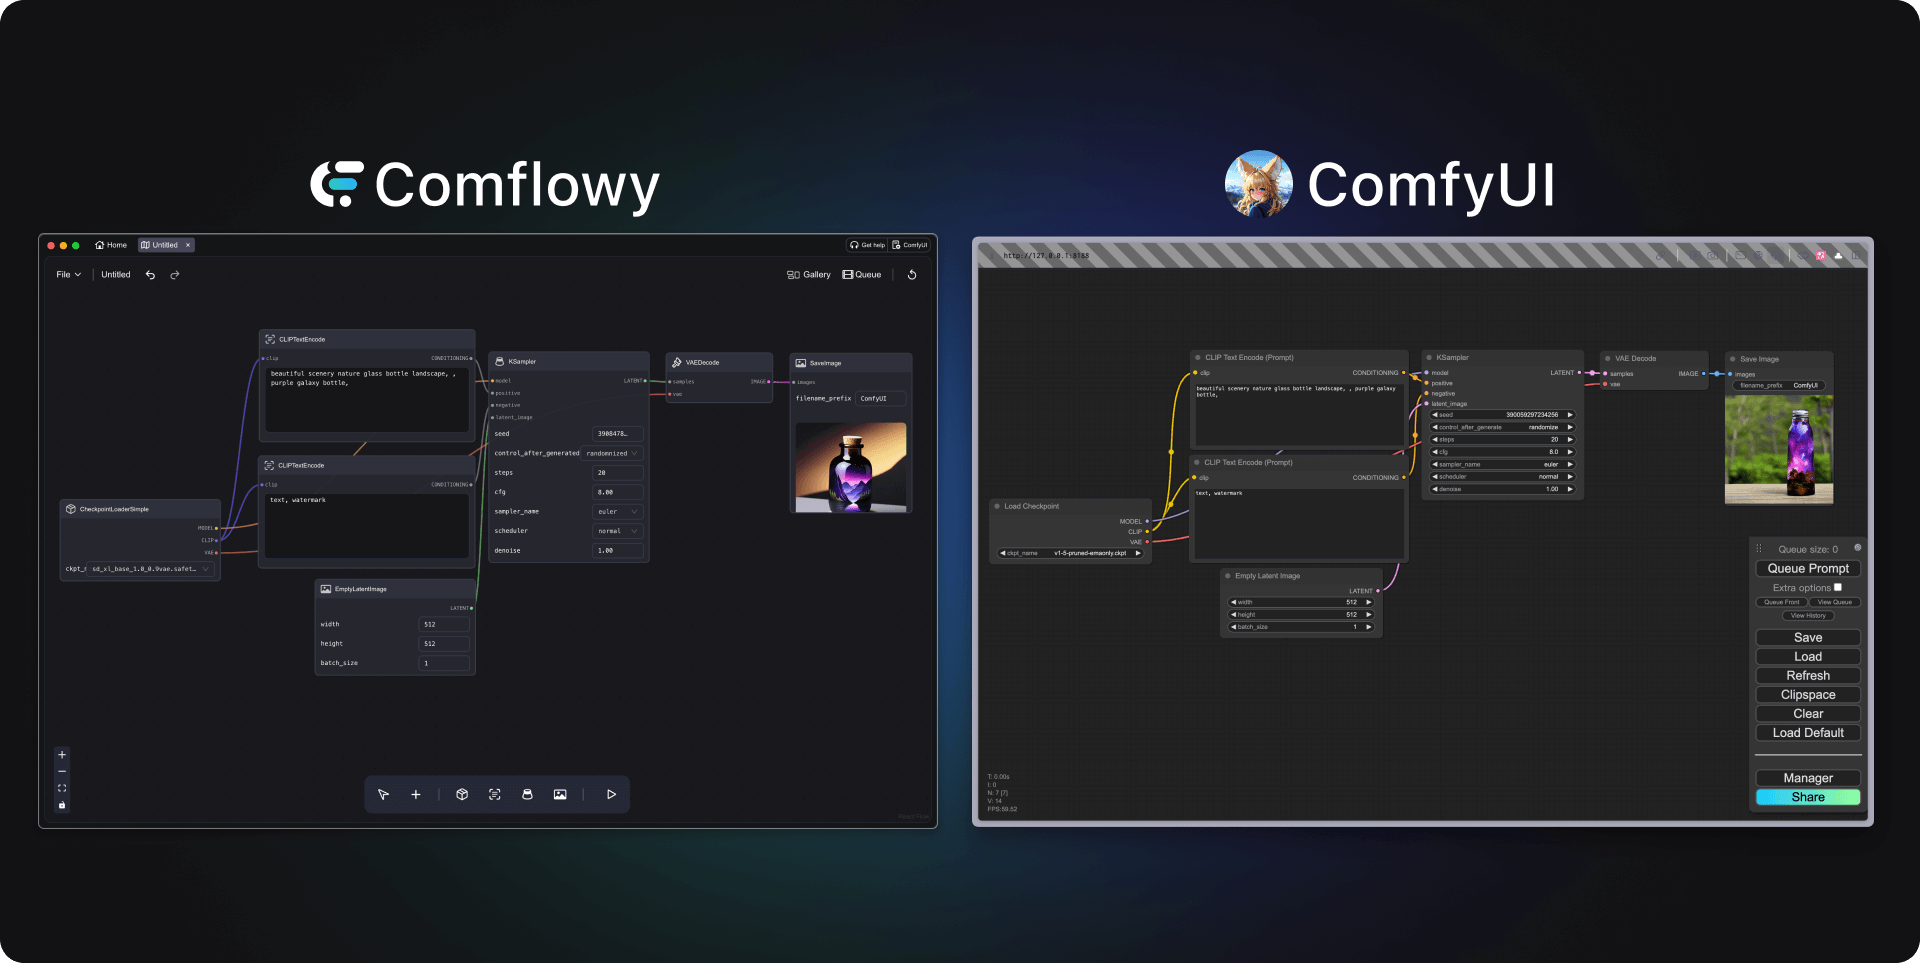 Comflowy
Home
Untitled
Get help
ComfyUI
File
Untitled
Gallery
Queue
CLIPTextEncode
clip
CONDITIONING
beautiful scenery nature glass bottle landscape, ,
purple galaxy bottle,
CLIPTextEncode
clip
CONDITIONING
text, watermark
CheckpointLoaderSimple
MODEL
CLIP
VAE
sd_xl_base_1.0_0.9vae.safet…
EmptyLatentImage
LATENT
width 512
height 512
batch_size 1
KSampler
model LATENT
positive
negative
latent_image
seed 3908478…
control_after_generated randomnized
steps 20
cfg 8.00
sampler_name euler
scheduler normal
denoise 1.00
VAEDecode
samples IMAGE
vae
SaveImage
images
filename_prefix ComfyUI
React Flow
ComfyUI
http://127.0.0.1:8188
CLIP Text Encode (Prompt)
clip CONDITIONING
beautiful scenery nature glass bottle landscape, , purple galaxy
bottle,
CLIP Text Encode (Prompt)
clip CONDITIONING
text, watermark
Load Checkpoint
MODEL
CLIP
VAE
ckpt_name v1-5-pruned-emaonly.ckpt
Empty Latent Image
LATENT
width 512
height 512
batch_size 1
KSampler
model LATENT
positive
negative
latent_image
seed 390059297234256
control_after_generate randomize
steps 20
cfg 8.0
sampler_name euler
scheduler normal
denoise 1.00
VAE Decode
samples IMAGE
vae
Save Image
images
filename_prefix ComfyUI
Queue size: 0
Queue Prompt
Extra options
Queue Front View Queue
View History
Save
Load
Refresh
Clipspace
Clear
Load Default
Manager
Share
T: 0.00s
I: 0
N: 7 [7]
V: 14
FPS:59.52